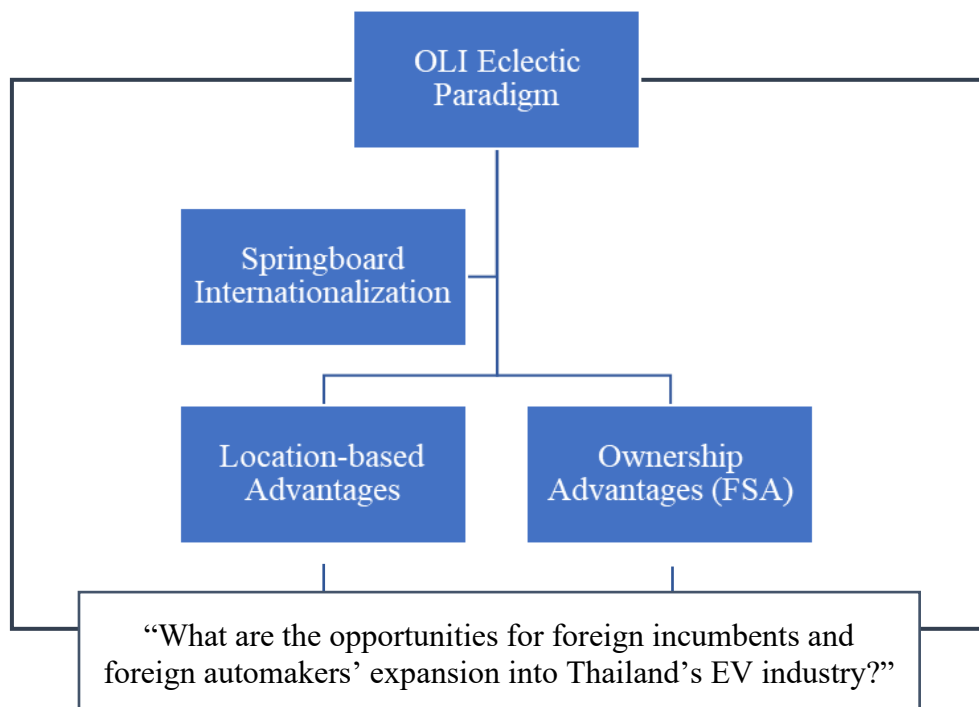 OLI Eclectic
Paradigm
Springboard
Internationalization
Location-based
Advantages
Ownership
Advantages (FSA)
“What are the opportunities for foreign incumbents and
foreign automakers’ expansion into Thailand’s EV industry?”